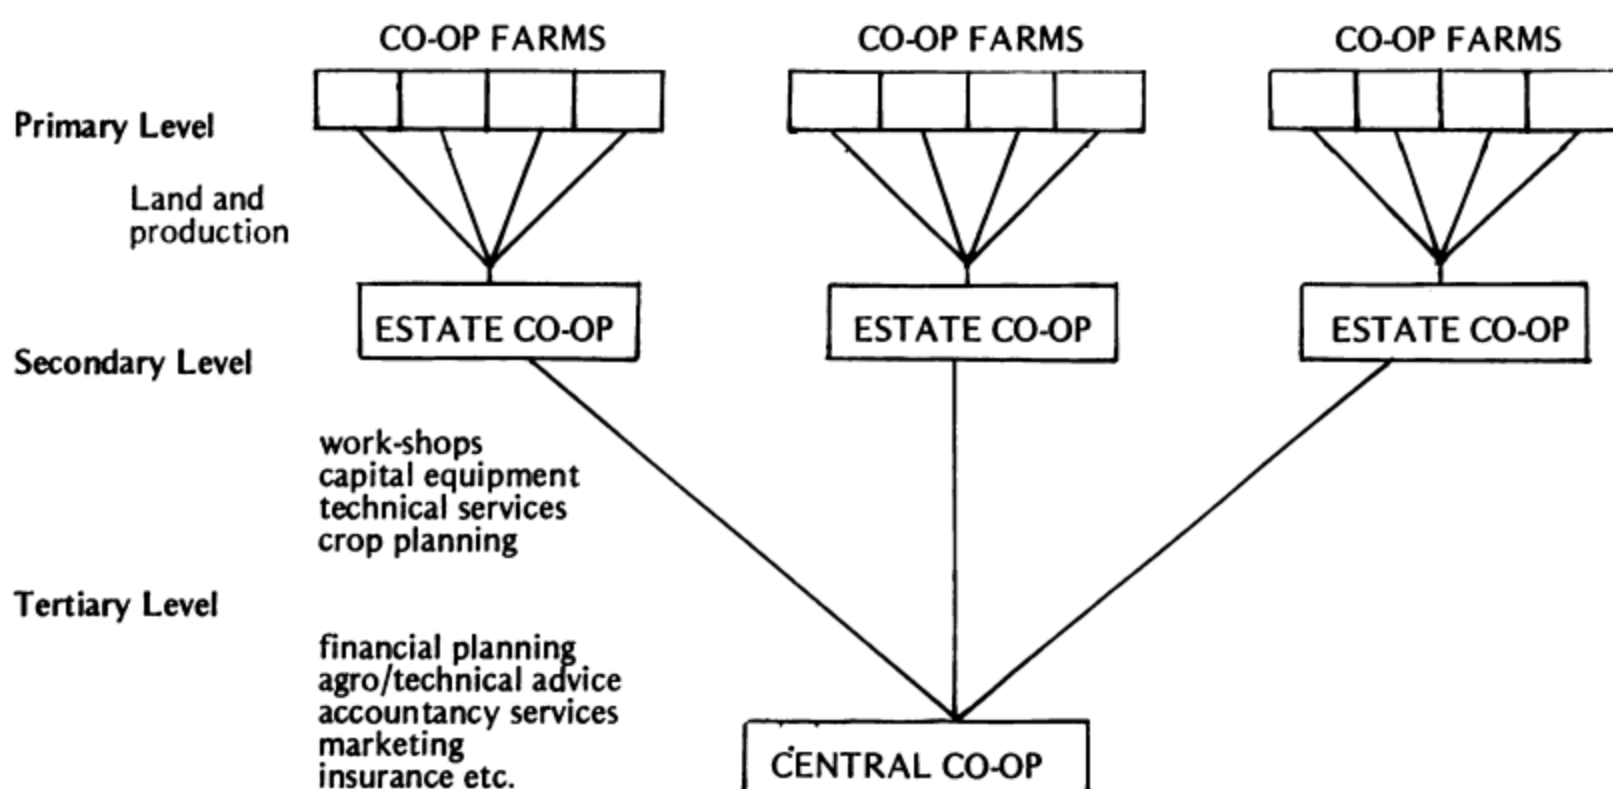 CO-OP FARMS CO-OP FARMS CO-OP FARMS
Primary Level
Land and
production
ESTATE CO-OP ESTATE CO-OP ESTATE CO-OP
Secondary Level
work-shops
capital equipment
technical services
crop planning
Tertiary Level
financial planning
agro/technical advice
accountancy services
marketing
insurance etc.
CENTRAL CO-OP